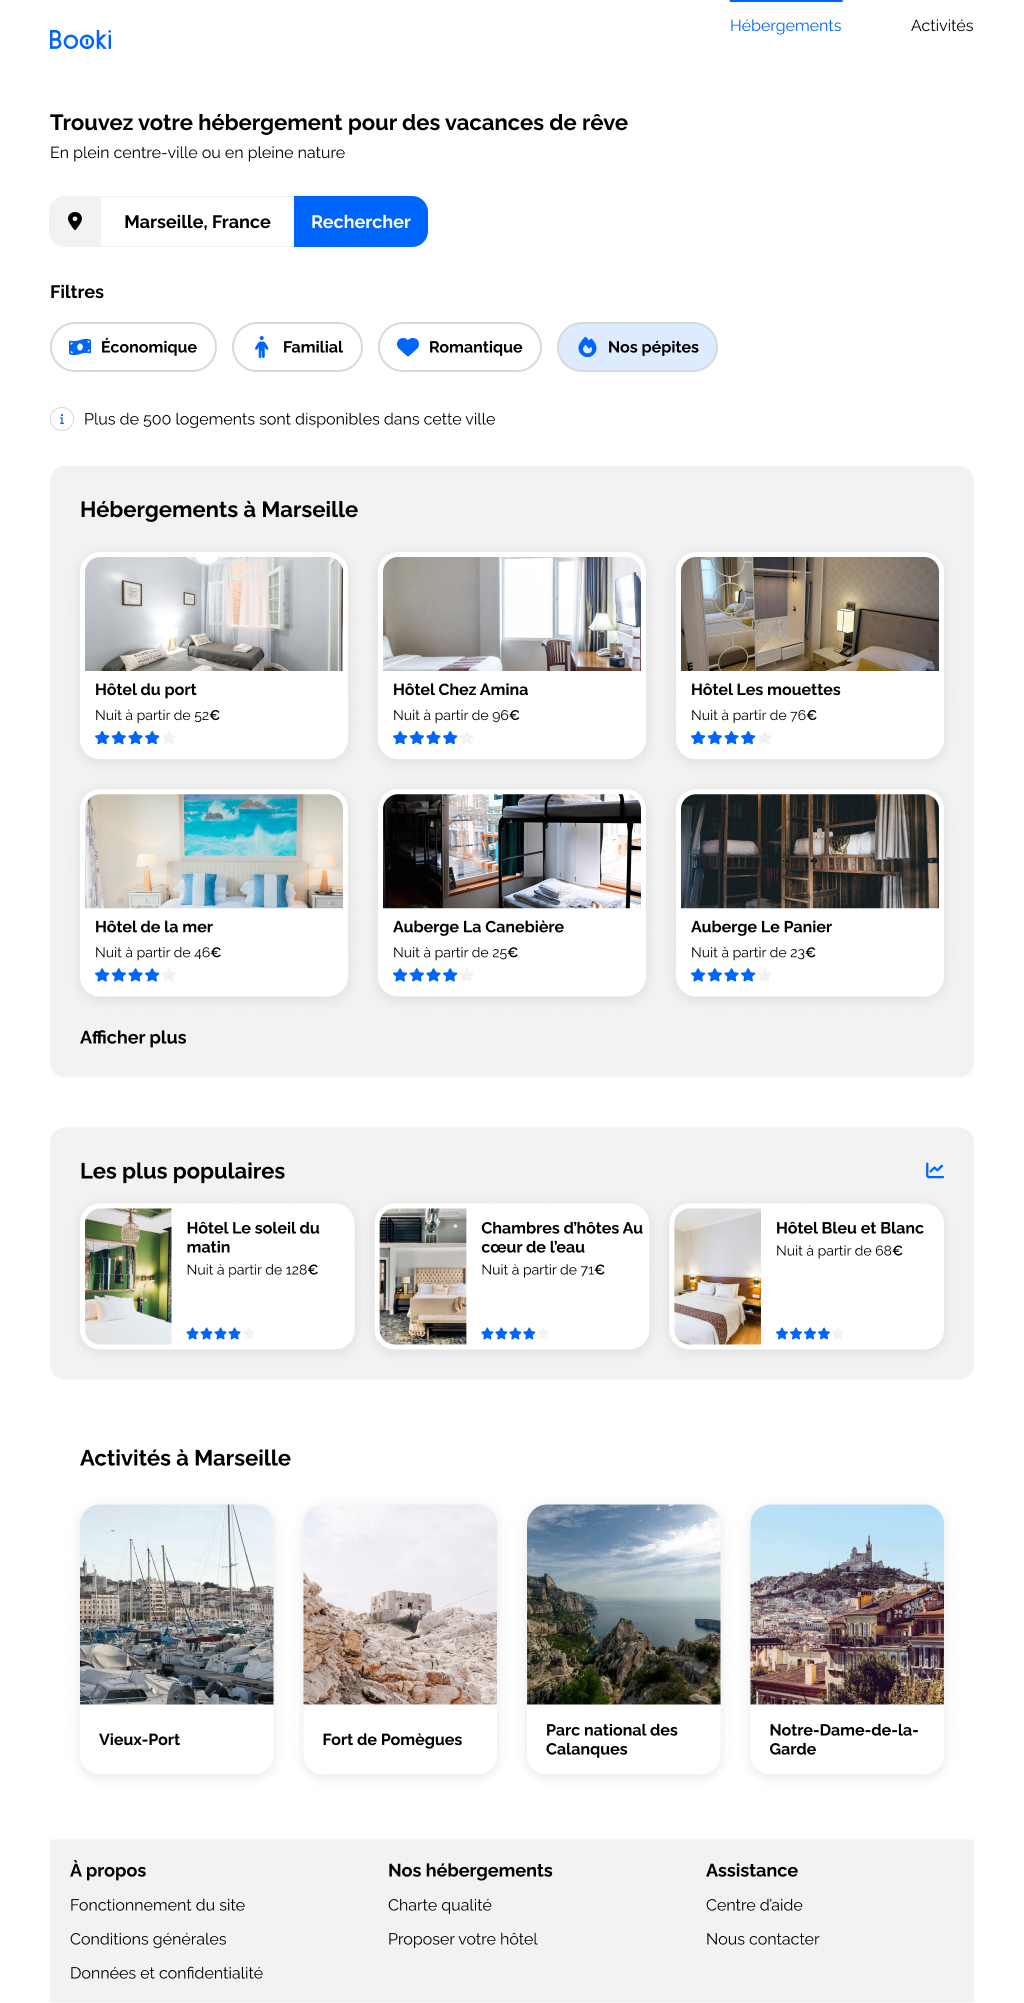 Booki
Hébergements
Activités
Trouvez votre hébergement pour des vacances de rêve
En plein centre-ville ou en pleine nature
Marseille, France
Rechercher
Filtres
Économique
Familial
Romantique
Nos pépites
Plus de 500 logements sont disponibles dans cette ville
Hébergements à Marseille
Hôtel du port
Nuit à partir de 52€
Hôtel Chez Amina
Nuit à partir de 96€
Hôtel Les mouettes
Nuit à partir de 76€
Hôtel de la mer
Nuit à partir de 46€
Auberge La Canebière
Nuit à partir de 25€
Auberge Le Panier
Nuit à partir de 23€
Afficher plus
Les plus populaires
Hôtel Le soleil du
matin
Nuit à partir de 128€
Chambres d’hôtes Au
cœur de l’eau
Nuit à partir de 71€
Hôtel Bleu et Blanc
Nuit à partir de 68€
Activités à Marseille
Vieux-Port
Fort de Pomègues
Parc national des
Calanques
Notre-Dame-de-la-
Garde
À propos
Fonctionnement du site
Conditions générales
Données et confidentialité
Nos hébergements
Charte qualité
Proposer votre hôtel
Assistance
Centre d’aide
Nous contacter